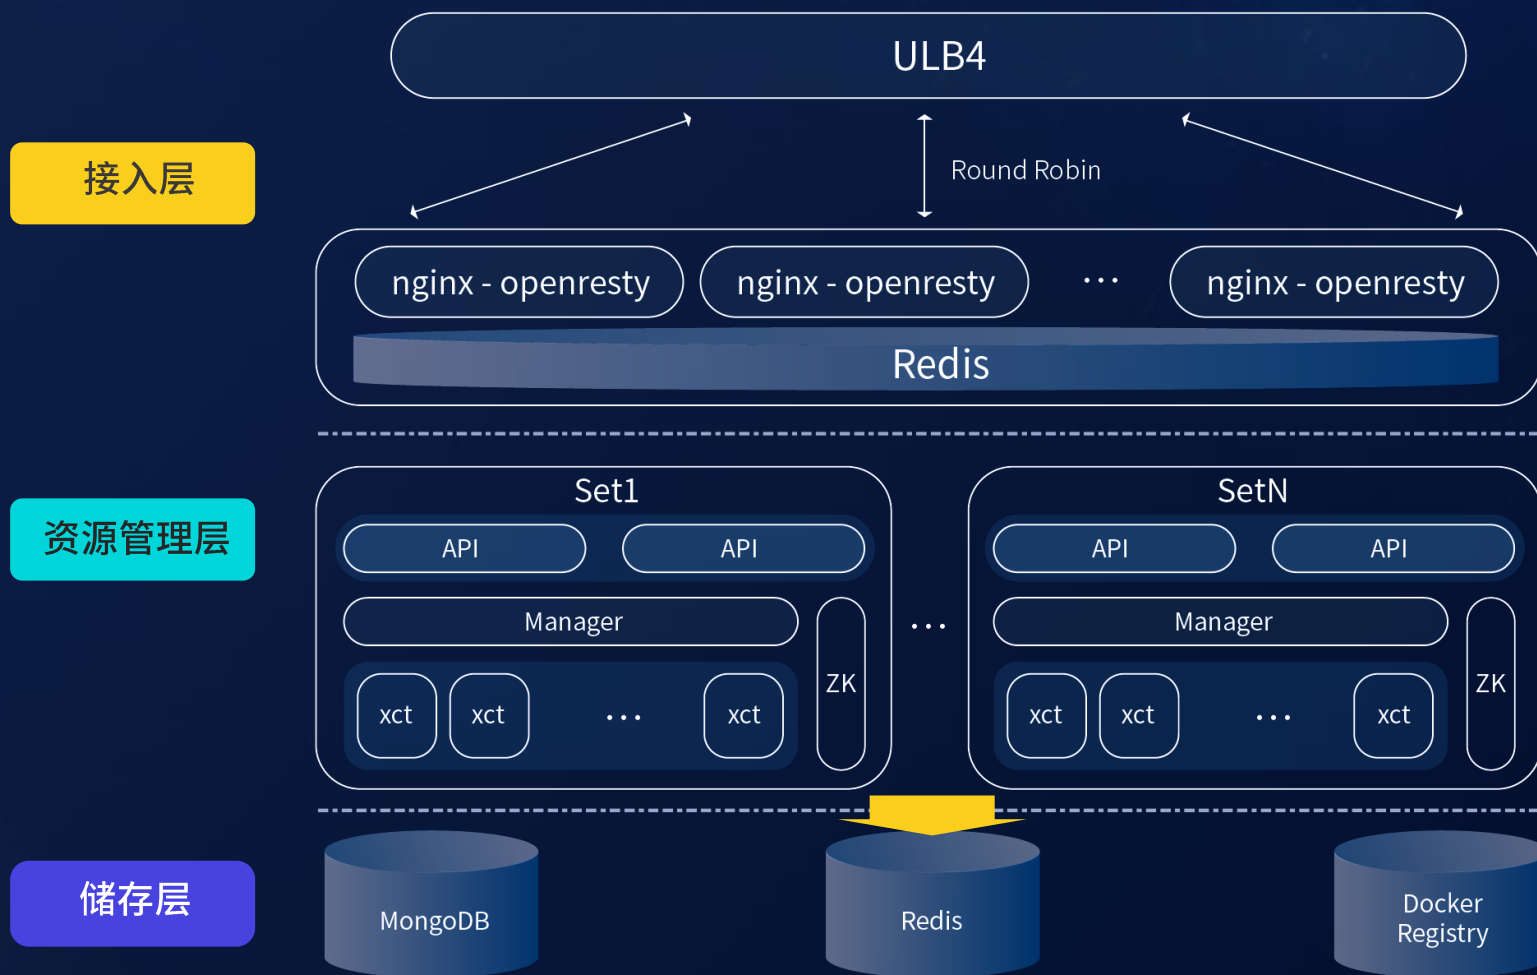 ULB4
接入层
Round Robin
nginx - openresty
nginx - openresty
...
nginx - openresty
Redis
资源管理层
Set1
API
API
Manager
ZK
xct
xct
...
xct
...
SetN
API
API
Manager
ZK
xct
xct
...
xct
储存层
MongoDB
Redis
Docker
Registry